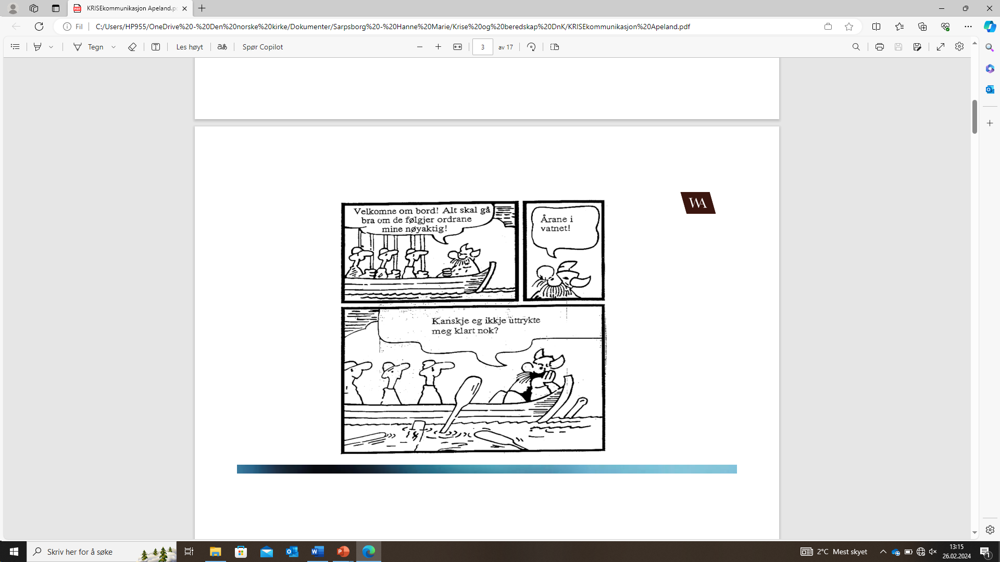 KRISEkommunikasjon Apeland.p
Fil
C:/Users/HP955/OneDrive%20-%20Den%20norske%20kirke/Dokumenter/Sarpsborg%20-%20Hanne%20Marie/Krise%20og%20beredskap%20DnK/KRISEkommunikasjon%20Apeland.pdf
Tegn
Les høyt
aあ
Spør Copilot
3
av 17
WA
Velkomne om bord! Alt skal gå
bra om de følgjer ordrane
mine nøyaktig!
Årane i
vatnet!
Kanskje eg ikkje uttrykte
meg klart nok?
Skriv her for å søke
2°C Mest skyet
13:15
26.02.2024
1